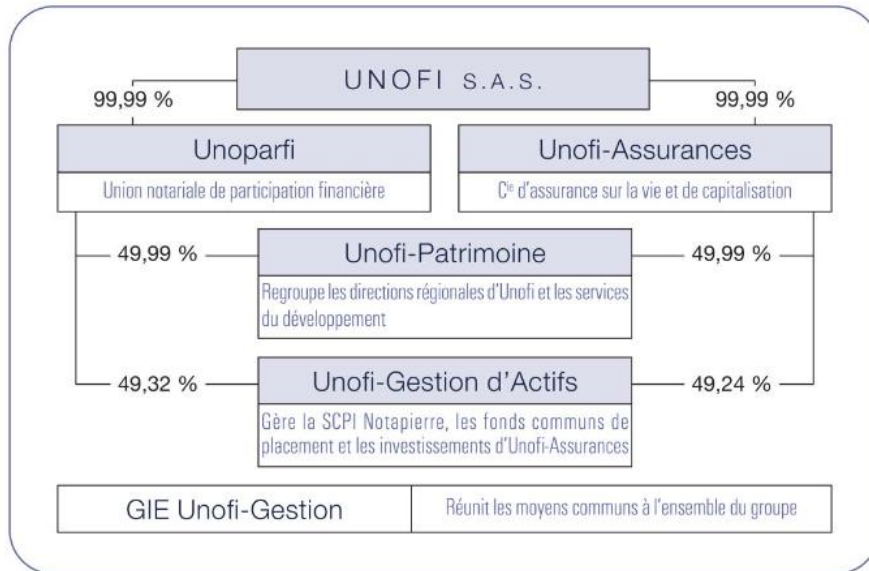 UNOFI S.A.S.
99,99 %
99,99 %
Unoparfi
Union notariale de participation financière
Unofi-Assurances
Cie d'assurance sur la vie et de capitalisation
49,99 %
Unofi-Patrimoine
49,99 %
Regroupe les directions régionales d'Unofi et les services
du développement
49,32 %
Unofi-Gestion d'Actifs
49,24 %
Gère la SCPI Notapierre, les fonds communs de
placement et les investissements d'Unofi-Assurances
GIE Unofi-Gestion
Réunit les moyens communs à l'ensemble du groupe